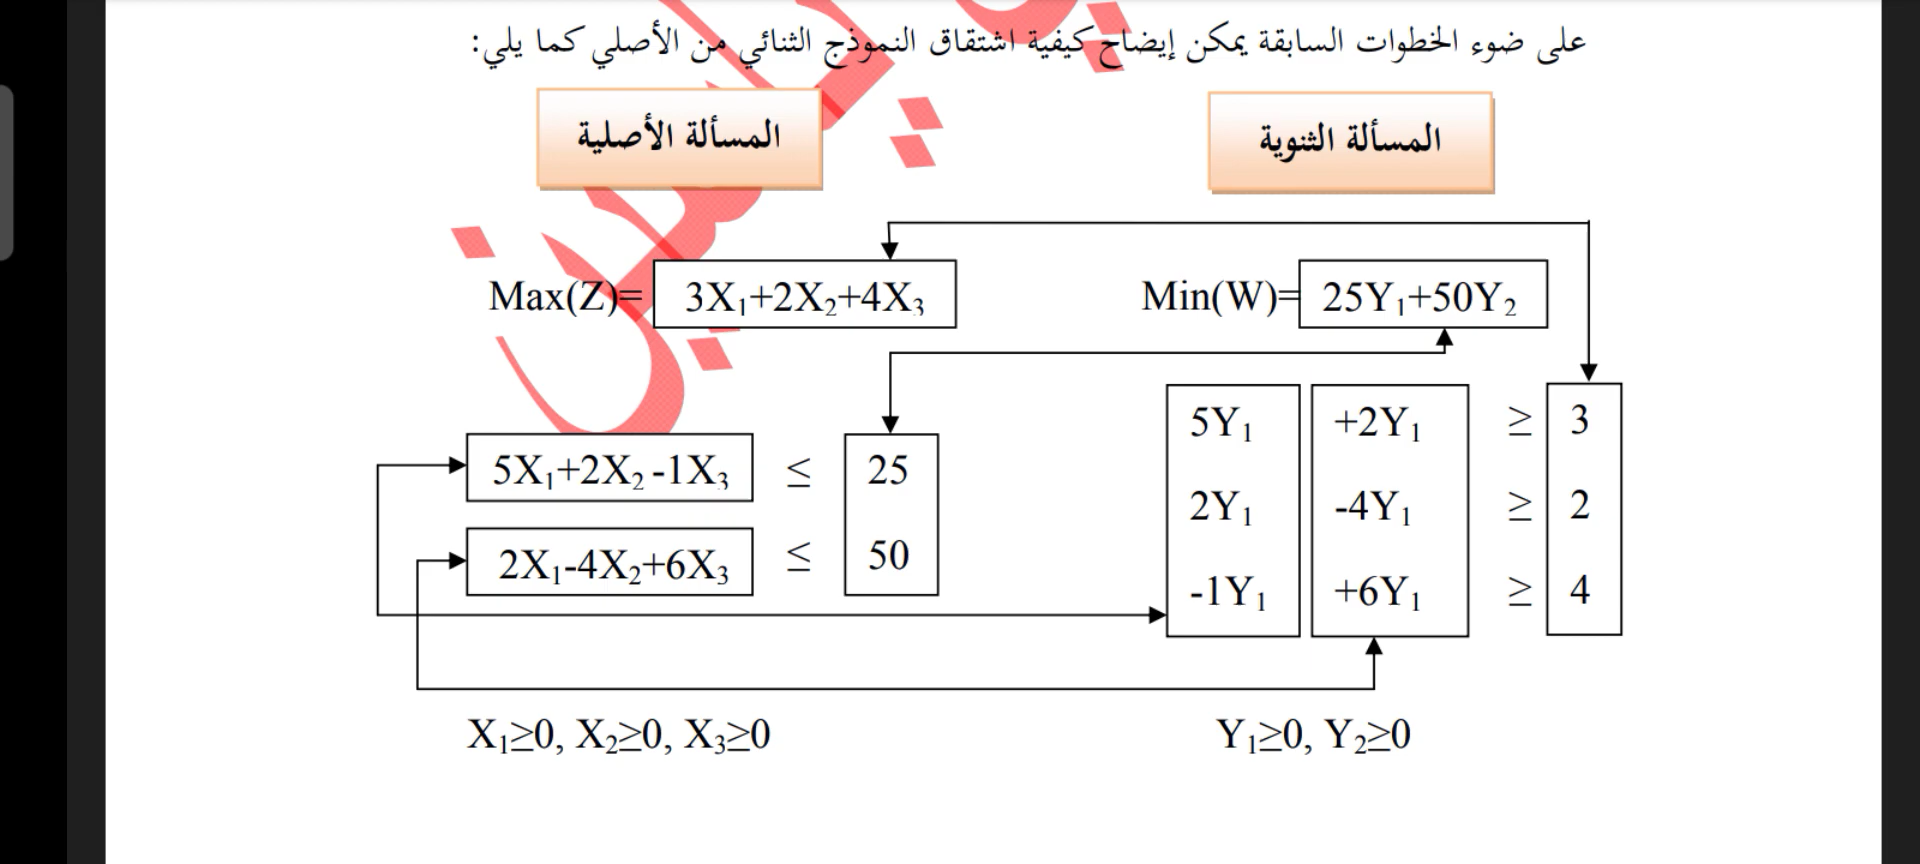 على ضوء الخطوات السابقة يمكن إيضاح كيفية اشتقاق النموذج الثنائي من الأصلي كما يلي:
المسألة الأصلية
المسألة الثنوية
Max(Z)= 3X₁+2X₂+4X₃
Min(W)= 25Y₁+50Y₂
5X₁+2X₂-1X₃ ≤ 25
2X₁-4X₂+6X₃ ≤ 50
5Y₁ +2Y₁ ≥ 3
2Y₁ -4Y₁ ≥ 2
-1Y₁ +6Y₁ ≥ 4
X₁≥0, X₂≥0, X₃≥0
Y₁≥0, Y₂≥0